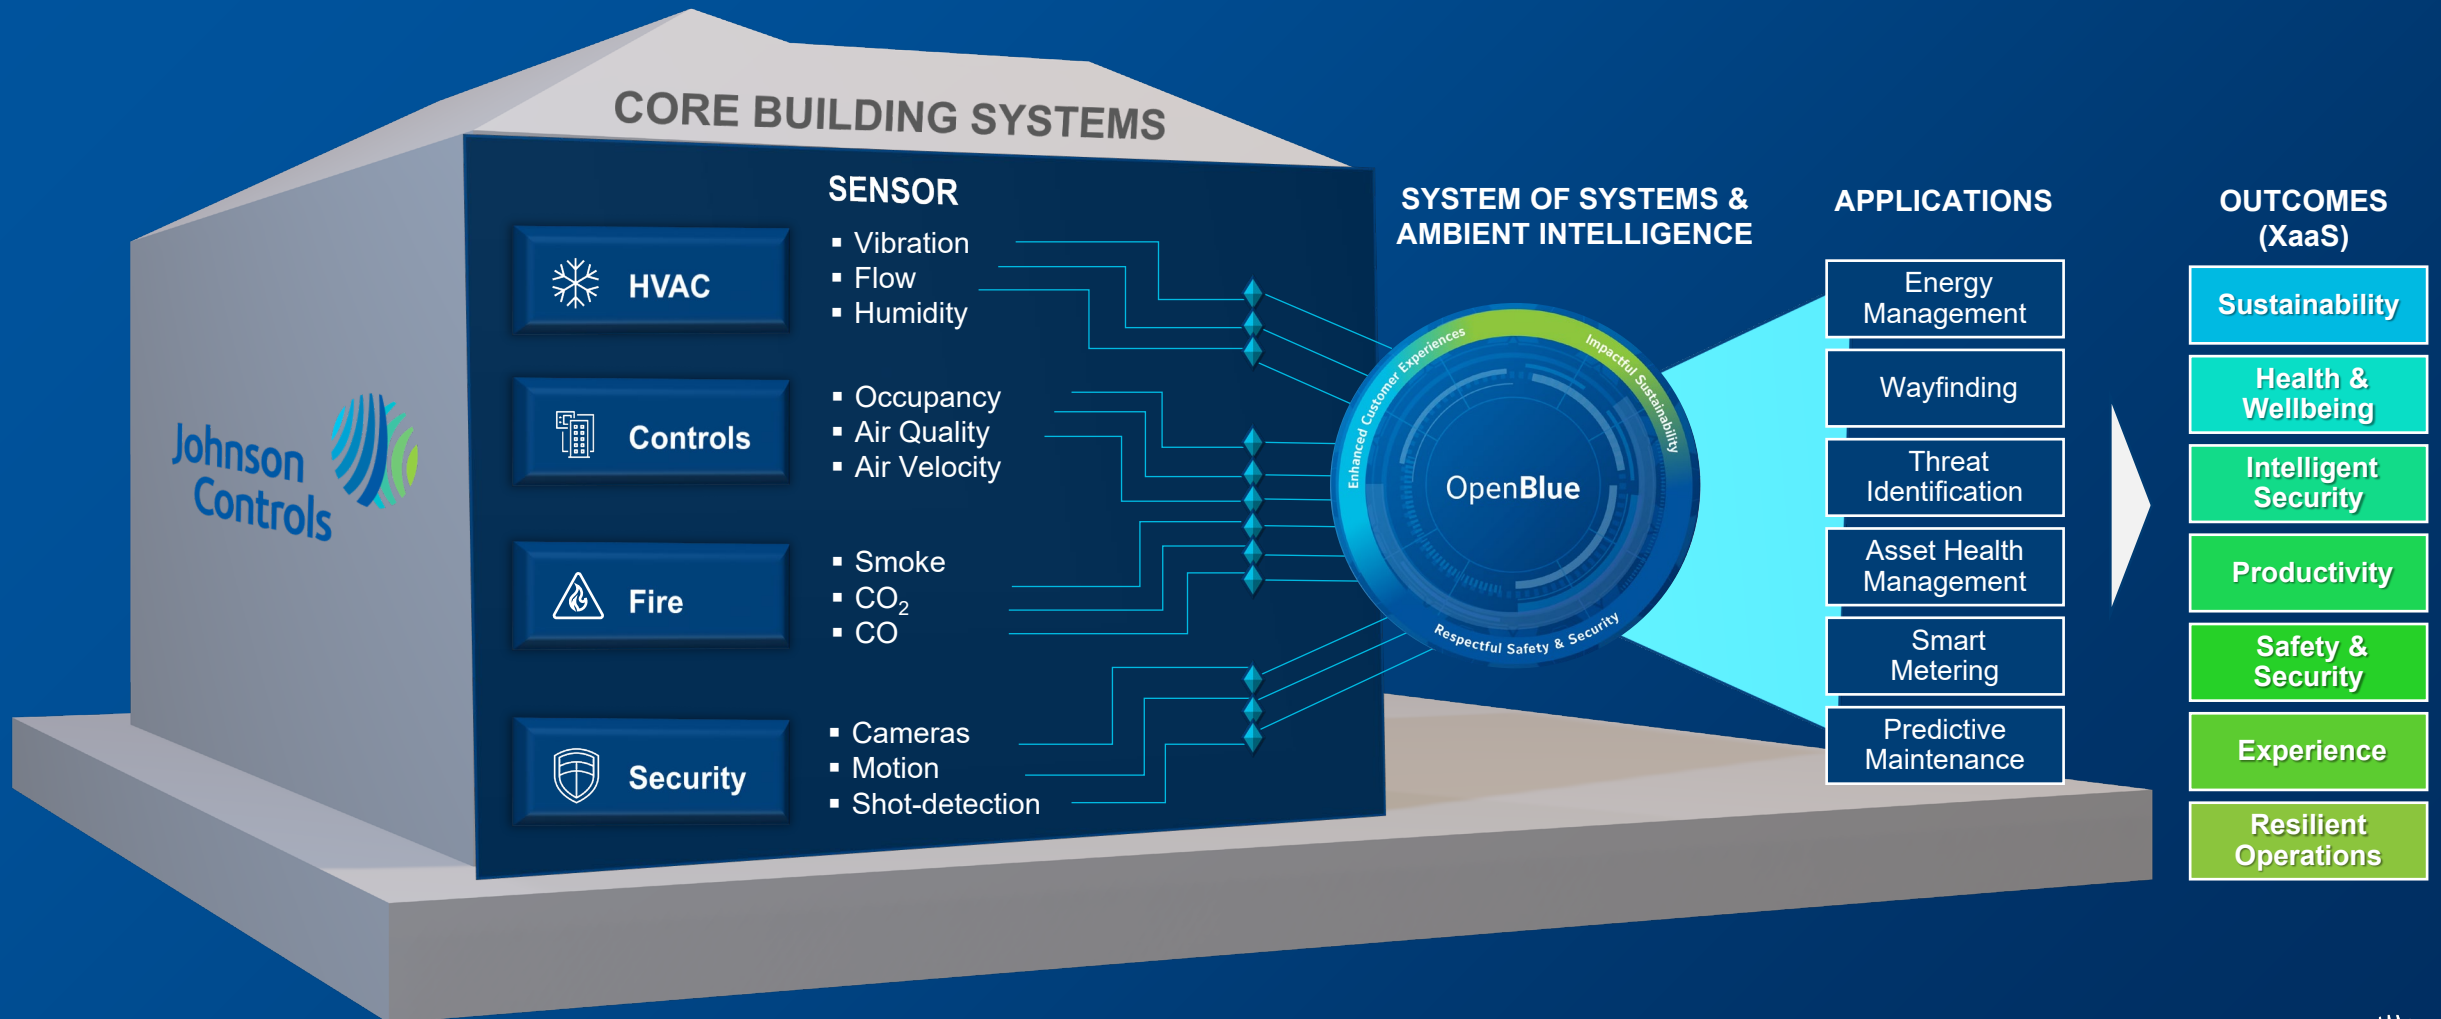 CORE BUILDING SYSTEMS
Johnson
Controls
HVAC
Controls
Fire
Security
SENSOR
▪ Vibration
▪ Flow
▪ Humidity
▪ Occupancy
▪ Air Quality
▪ Air Velocity
▪ Smoke
▪ CO₂
▪ CO
▪ Cameras
▪ Motion
▪ Shot-detection
SYSTEM OF SYSTEMS &
AMBIENT INTELLIGENCE
Enhanced Customer Experiences
Impactful Sustainability
OpenBlue
Respectful Safety & Security
APPLICATIONS
Energy
Management
Wayfinding
Threat
Identification
Asset Health
Management
Smart
Metering
Predictive
Maintenance
OUTCOMES
(XaaS)
Sustainability
Health &
Wellbeing
Intelligent
Security
Productivity
Safety &
Security
Experience
Resilient
Operations